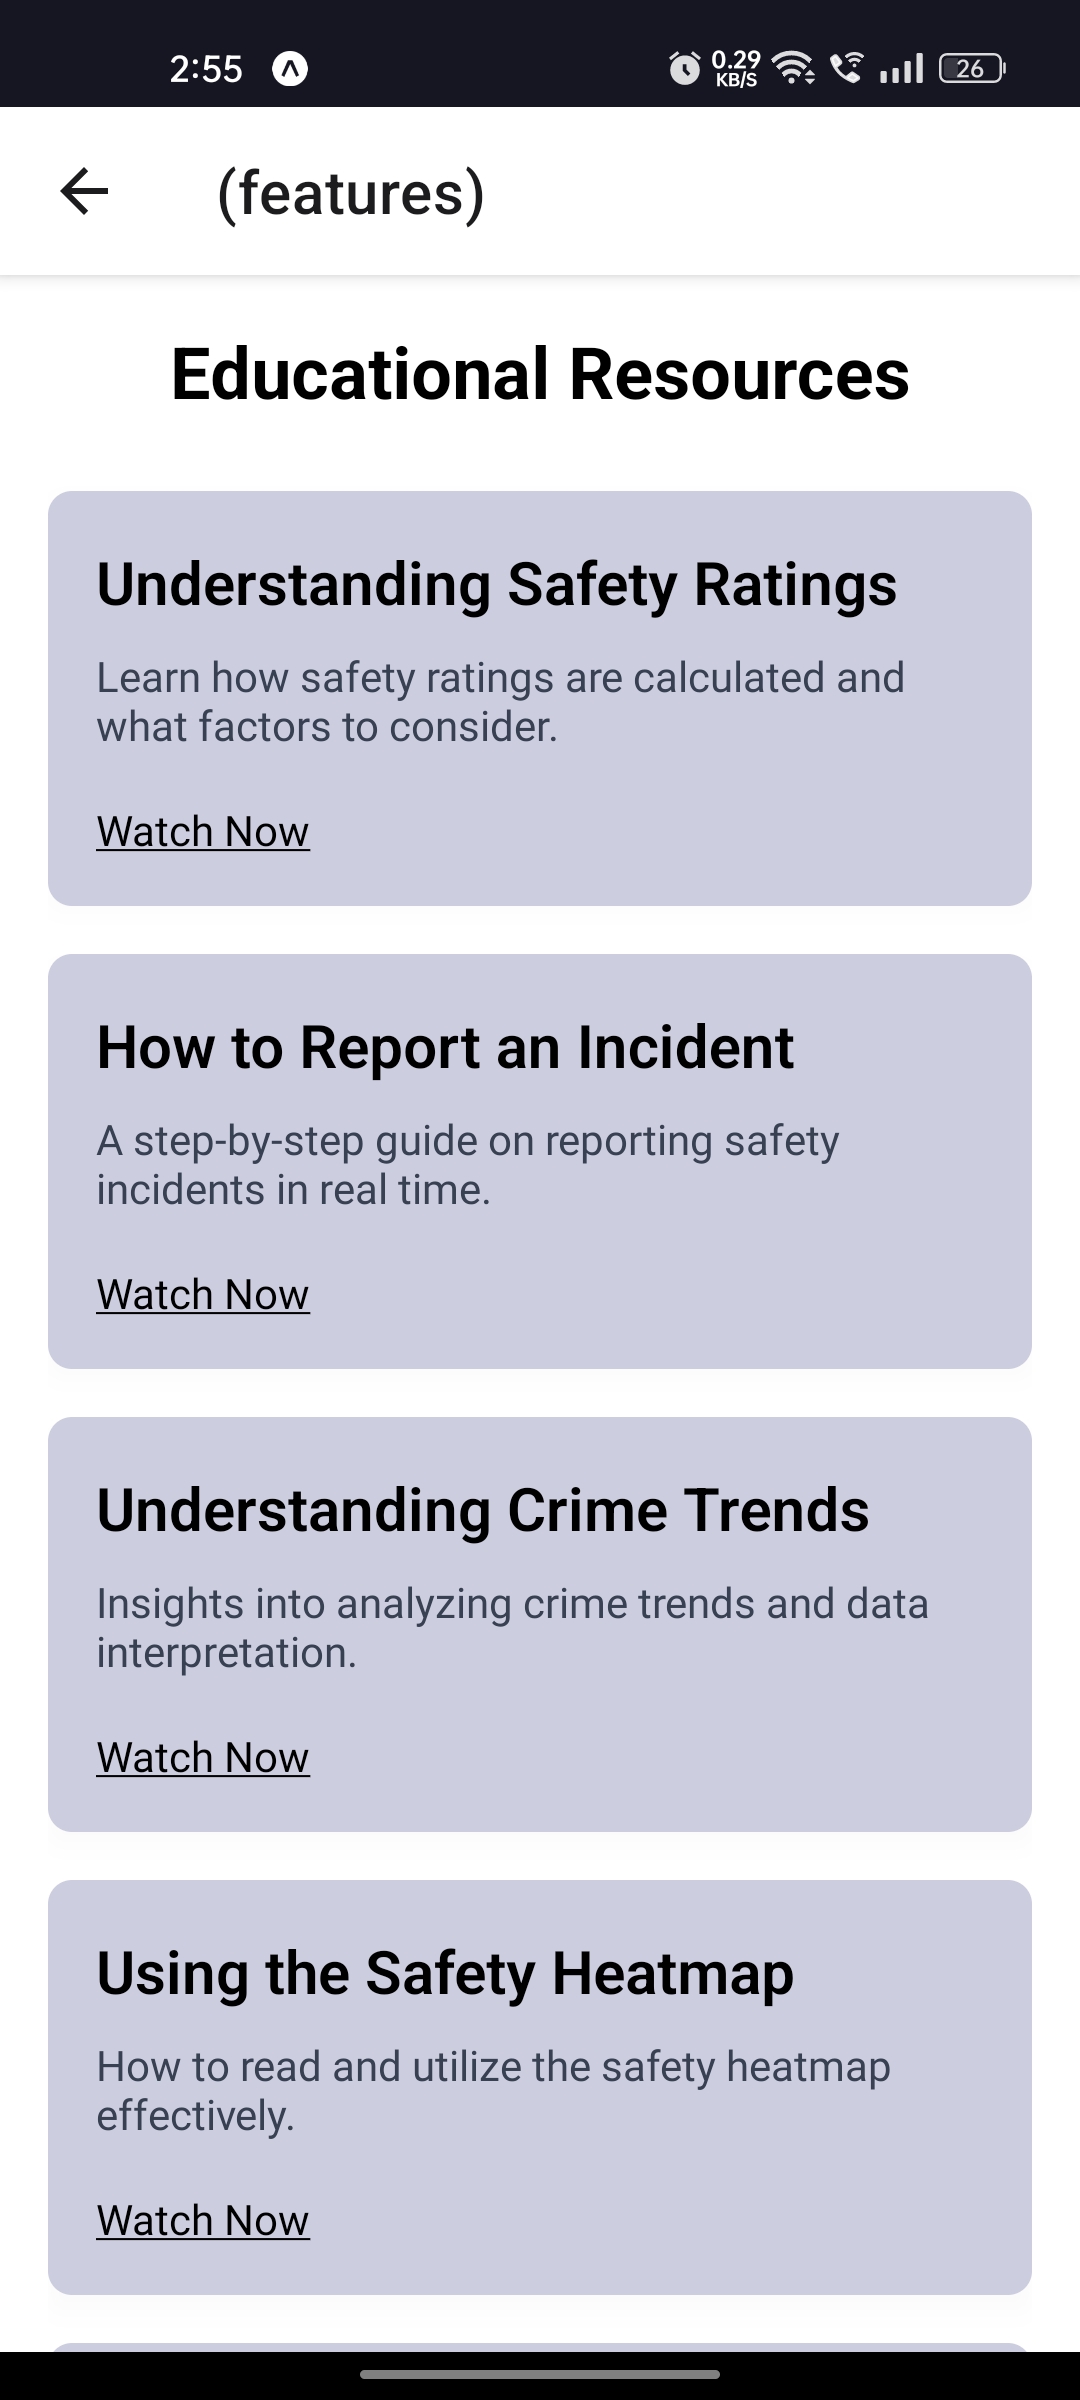 2:55 0.29 KB/S 26
(features)
Educational Resources
Understanding Safety Ratings
Learn how safety ratings are calculated and
what factors to consider.
Watch Now
How to Report an Incident
A step-by-step guide on reporting safety
incidents in real time.
Watch Now
Understanding Crime Trends
Insights into analyzing crime trends and data
interpretation.
Watch Now
Using the Safety Heatmap
How to read and utilize the safety heatmap
effectively.
Watch Now